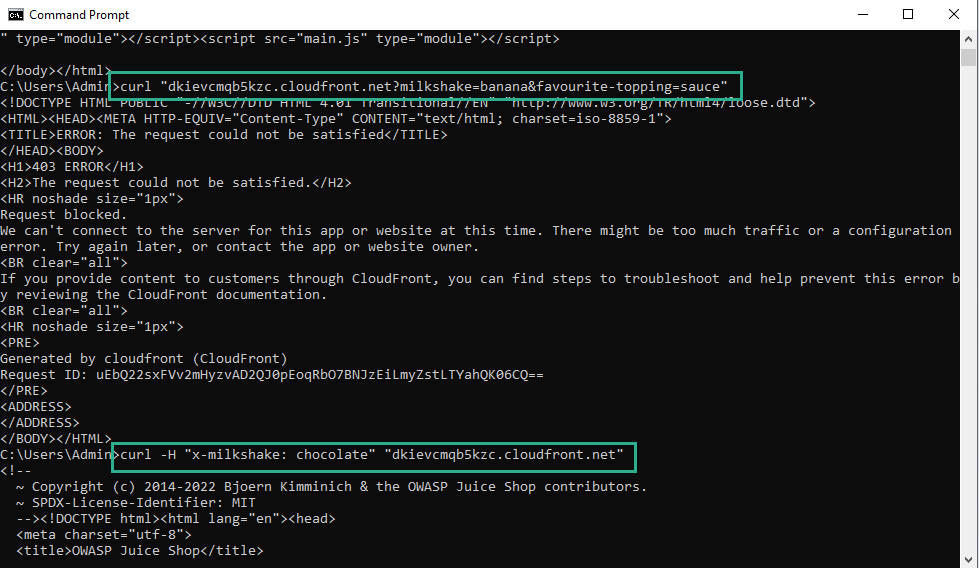 Command Prompt
" type="module"></script><script src="main.js" type="module"></script>
</body></html>
C:\Users\Admin>curl "dkievcmqb5kzc.cloudfront.net?milkshake=banana&favourite-topping=sauce"
<!DOCTYPE HTML PUBLIC "-//W3C//DTD HTML 4.01 Transitional//EN" "http://www.w3.org/TR/html4/loose.dtd">
<HTML><HEAD><META HTTP-EQUIV="Content-Type" CONTENT="text/html; charset=iso-8859-1">
<TITLE>ERROR: The request could not be satisfied</TITLE>
</HEAD><BODY>
<H1>403 ERROR</H1>
<H2>The request could not be satisfied.</H2>
<HR noshade size="1px">
Request blocked.
We can't connect to the server for this app or website at this time. There might be too much traffic or a configuration
error. Try again later, or contact the app or website owner.
<BR clear="all">
If you provide content to customers through CloudFront, you can find steps to troubleshoot and help prevent this error b
y reviewing the CloudFront documentation.
<BR clear="all">
<HR noshade size="1px">
<PRE>
Generated by cloudfront (CloudFront)
Request ID: uEbQ22sxFVv2mHyzvAD2QJ0pEoqRbO7BNJzEiLmyZstLTYahQK06CQ==
</PRE>
<ADDRESS>
</ADDRESS>
</BODY></HTML>
C:\Users\Admin>curl -H "x-milkshake: chocolate" "dkievcmqb5kzc.cloudfront.net"
<!--
~ Copyright (c) 2014-2022 Bjoern Kimminich & the OWASP Juice Shop contributors.
~ SPDX-License-Identifier: MIT
--><!DOCTYPE html><html lang="en"><head>
<meta charset="utf-8">
<title>OWASP Juice Shop</title>